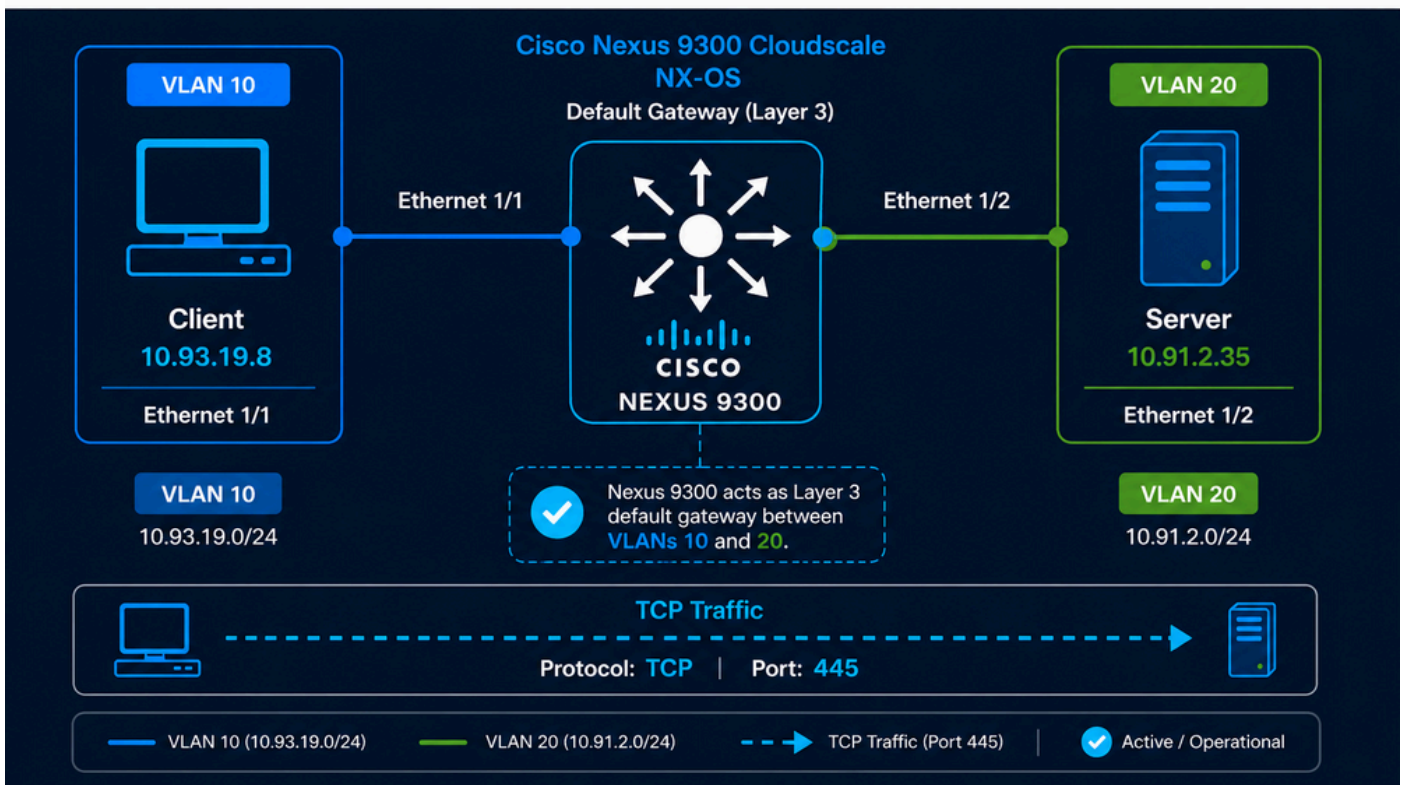 Cisco Nexus 9300 Cloudscale
NX-OS
Default Gateway (Layer 3)
VLAN 10
Client
10.93.19.8
Ethernet 1/1
VLAN 10
10.93.19.0/24
Ethernet 1/1
CISCO
NEXUS 9300
Nexus 9300 acts as Layer 3
default gateway between
VLANs 10 and 20.
Ethernet 1/2
VLAN 20
Server
10.91.2.35
Ethernet 1/2
VLAN 20
10.91.2.0/24
TCP Traffic
Protocol: TCP | Port: 445
VLAN 10 (10.93.19.0/24)
VLAN 20 (10.91.2.0/24)
TCP Traffic (Port 445)
Active / Operational